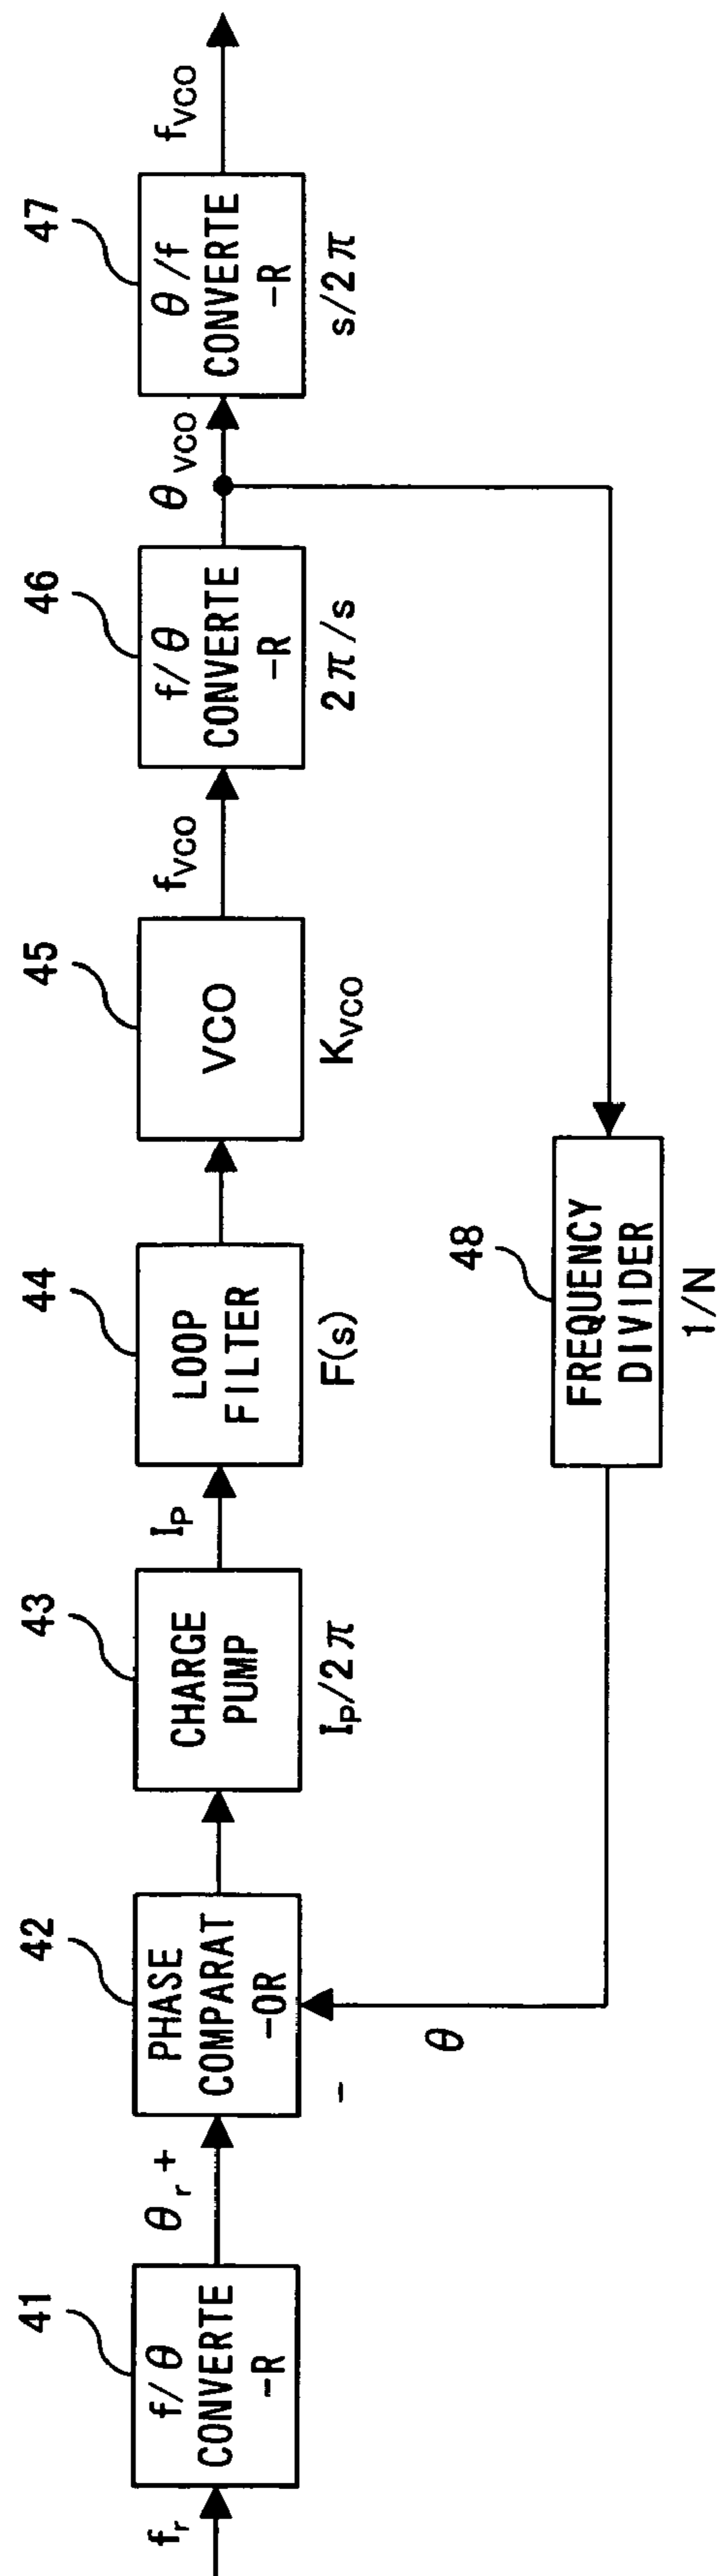 f_r
41
f/θ
CONVERTE
-R
θ_r +
42
PHASE
COMPARAT
-OR
-
θ
43
CHARGE
PUMP
I_P/2π
I_P
44
LOOP
FILTER
F(s)
45
VCO
K_VCO
f_VCO
46
f/θ
CONVERTE
-R
2π/s
θ_VCO
47
θ/f
CONVERTE
-R
s/2π
f_VCO
48
FREQUENCY
DIVIDER
1/N